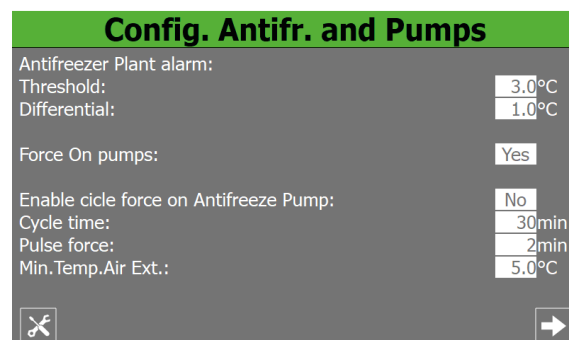 Config. Antifr. and Pumps
Antifreezer Plant alarm:
Threshold: 3.0°C
Differential: 1.0°C
Force On pumps: Yes
Enable cicle force on Antifreeze Pump: No
Cycle time: 30min
Pulse force: 2min
Min.Temp.Air Ext.: 5.0°C